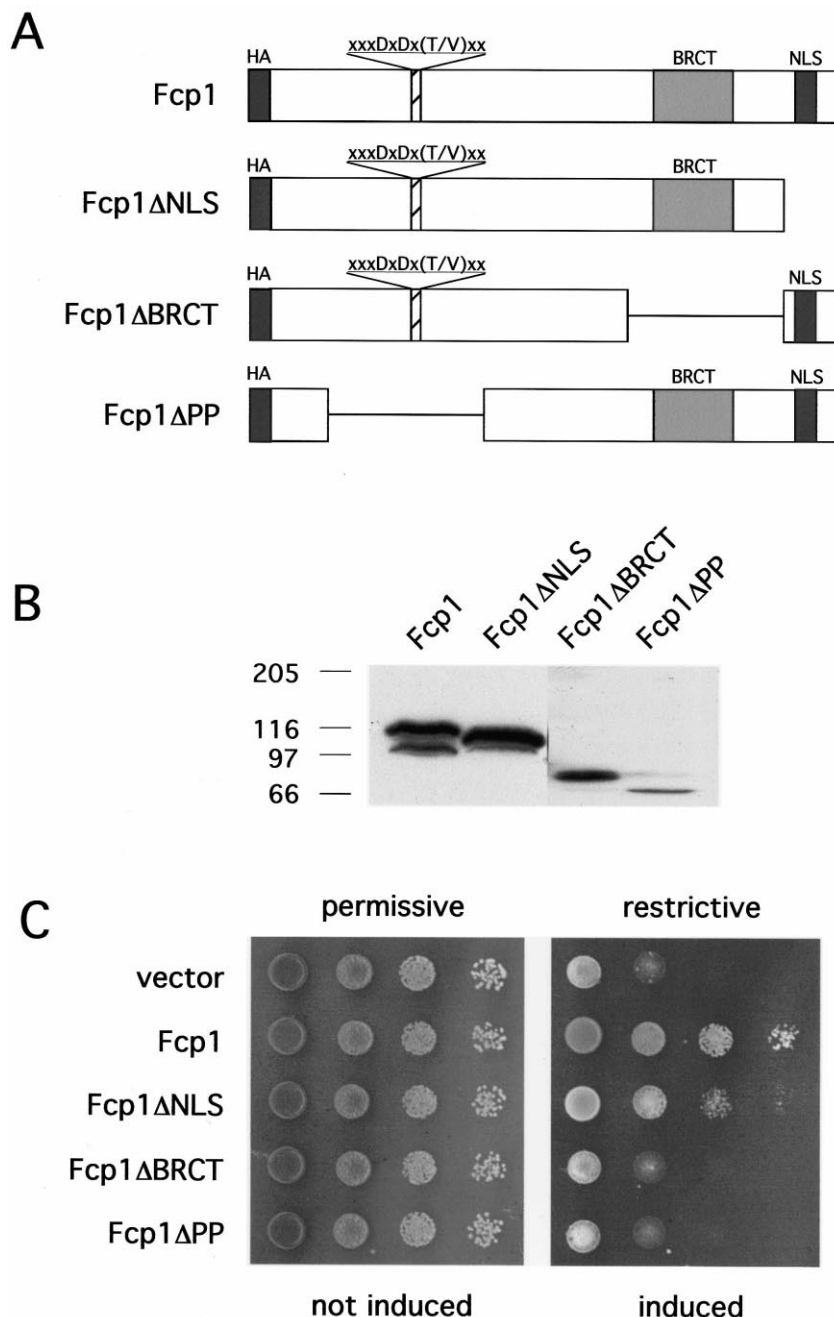 A
xxxDxDx(T/V)xx
HA
BRCT
NLS
Fcp1
xxxDxDx(T/V)xx
HA
BRCT
Fcp1ΔNLS
xxxDxDx(T/V)xx
HA
NLS
Fcp1ΔBRCT
HA
BRCT
NLS
Fcp1ΔPP
B
Fcp1
Fcp1ΔNLS
Fcp1ΔBRCT
Fcp1ΔPP
205
116
97
66
C
permissive
restrictive
vector
Fcp1
Fcp1ΔNLS
Fcp1ΔBRCT
Fcp1ΔPP
not induced
induced